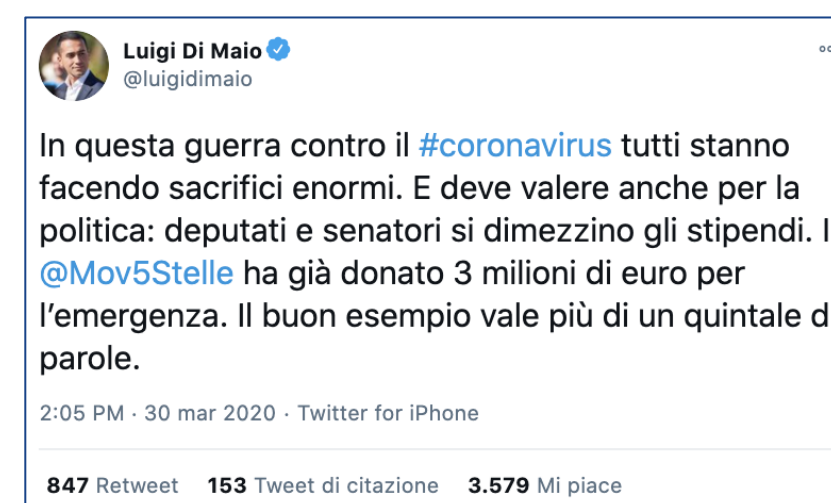 Luigi Di Maio
@luigidimaio
In questa guerra contro il #coronavirus tutti stanno
facendo sacrifici enormi. E deve valere anche per la
politica: deputati e senatori si dimezzino gli stipendi. I
@Mov5Stelle ha già donato 3 milioni di euro per
l’emergenza. Il buon esempio vale più di un quintale d
parole.
2:05 PM · 30 mar 2020 · Twitter for iPhone
847 Retweet 153 Tweet di citazione 3.579 Mi piace